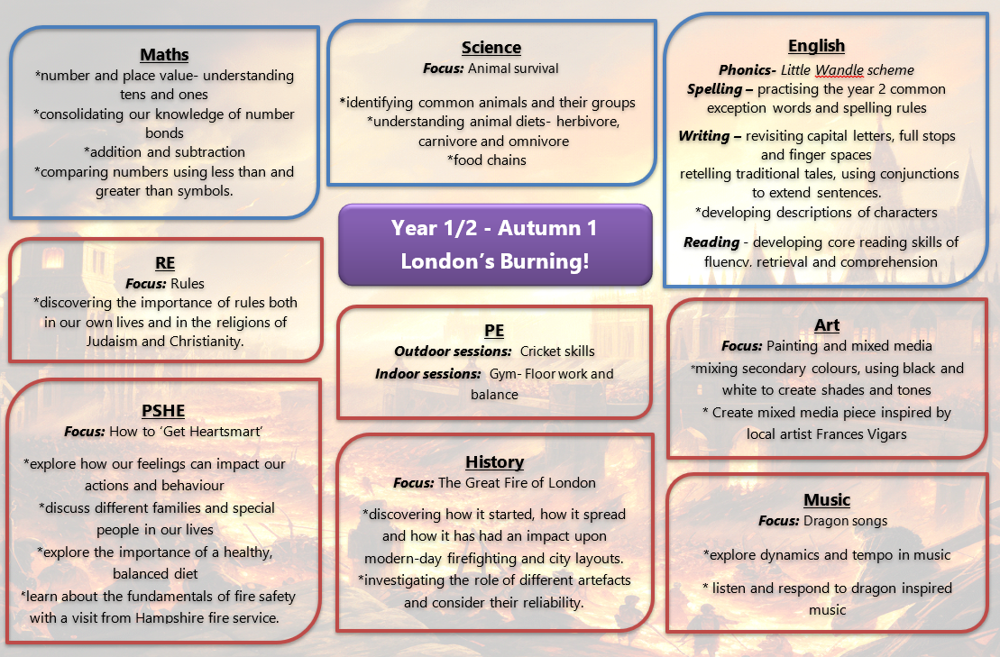 Maths
*number and place value- understanding
tens and ones
*consolidating our knowledge of number
bonds
*addition and subtraction
*comparing numbers using less than and
greater than symbols.
Science
Focus: Animal survival
*identifying common animals and their groups
*understanding animal diets- herbivore,
carnivore and omnivore
*food chains
English
Phonics- Little Wandle scheme
Spelling – practising the year 2 common
exception words and spelling rules
Writing – revisiting capital letters, full stops
and finger spaces
retelling traditional tales, using conjunctions
to extend sentences.
*developing descriptions of characters
Reading - developing core reading skills of
fluency, retrieval and comprehension
Year 1/2 - Autumn 1
London’s Burning!
RE
Focus: Rules
*discovering the importance of rules both
in our own lives and in the religions of
Judaism and Christianity.
PE
Outdoor sessions: Cricket skills
Indoor sessions: Gym- Floor work and
balance
Art
Focus: Painting and mixed media
*mixing secondary colours, using black and
white to create shades and tones
* Create mixed media piece inspired by
local artist Frances Vigars
PSHE
Focus: How to ‘Get Heartsmart’
*explore how our feelings can impact our
actions and behaviour
*discuss different families and special
people in our lives
*explore the importance of a healthy,
balanced diet
*learn about the fundamentals of fire safety
with a visit from Hampshire fire service.
History
Focus: The Great Fire of London
*discovering how it started, how it spread
and how it has had an impact upon
modern-day firefighting and city layouts.
*investigating the role of different artefacts
and consider their reliability.
Music
Focus: Dragon songs
*explore dynamics and tempo in music
* listen and respond to dragon inspired
music